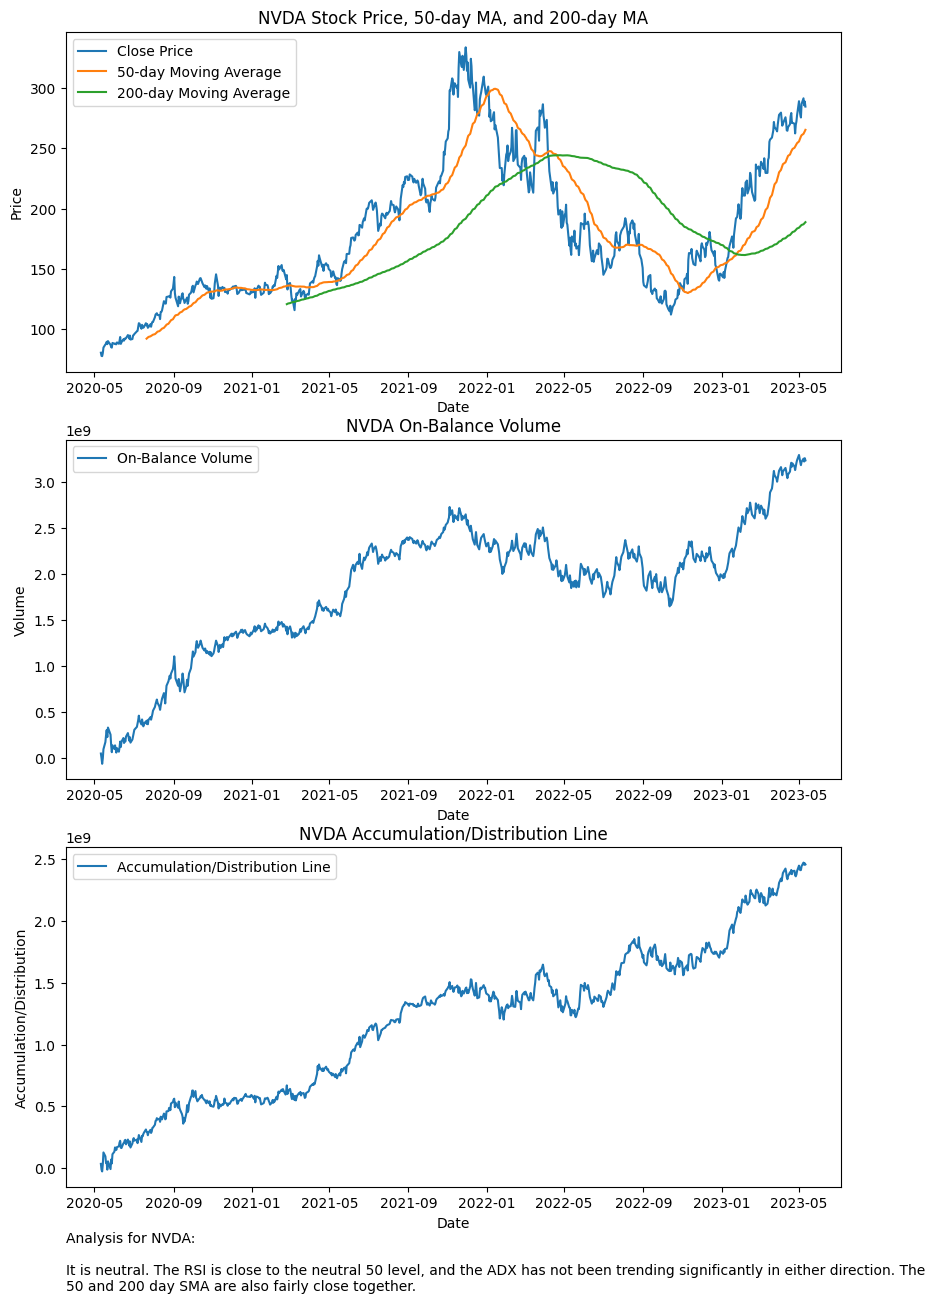 NVDA Stock Price, 50-day MA, and 200-day MA
Close Price
50-day Moving Average
200-day Moving Average
300
250
200
150
100
Price
2020-05 2020-09 2021-01 2021-05 2021-09 2022-01 2022-05 2022-09 2023-01 2023-05
Date
NVDA On-Balance Volume
1e9
On-Balance Volume
3.0
2.5
2.0
1.5
1.0
0.5
0.0
Volume
2020-05 2020-09 2021-01 2021-05 2021-09 2022-01 2022-05 2022-09 2023-01 2023-05
Date
NVDA Accumulation/Distribution Line
1e9
Accumulation/Distribution Line
2.5
2.0
1.5
1.0
0.5
0.0
Accumulation/Distribution
2020-05 2020-09 2021-01 2021-05 2021-09 2022-01 2022-05 2022-09 2023-01 2023-05
Date
Analysis for NVDA:
It is neutral. The RSI is close to the neutral 50 level, and the ADX has not been trending significantly in either direction. The
50 and 200 day SMA are also fairly close together.